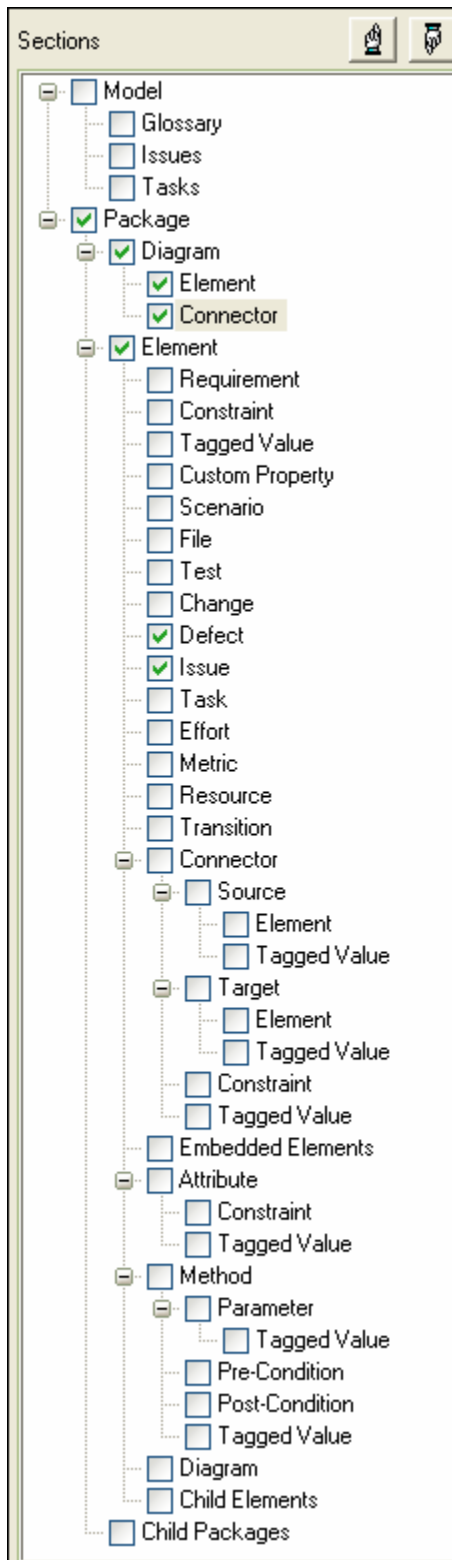 Sections
Model
Glossary
Issues
Tasks
Package
Diagram
Element
Connector
Element
Requirement
Constraint
Tagged Value
Custom Property
Scenario
File
Test
Change
Defect
Issue
Task
Effort
Metric
Resource
Transition
Connector
Source
Element
Tagged Value
Target
Element
Tagged Value
Constraint
Tagged Value
Embedded Elements
Attribute
Constraint
Tagged Value
Method
Parameter
Tagged Value
Pre-Condition
Post-Condition
Tagged Value
Diagram
Child Elements
Child Packages